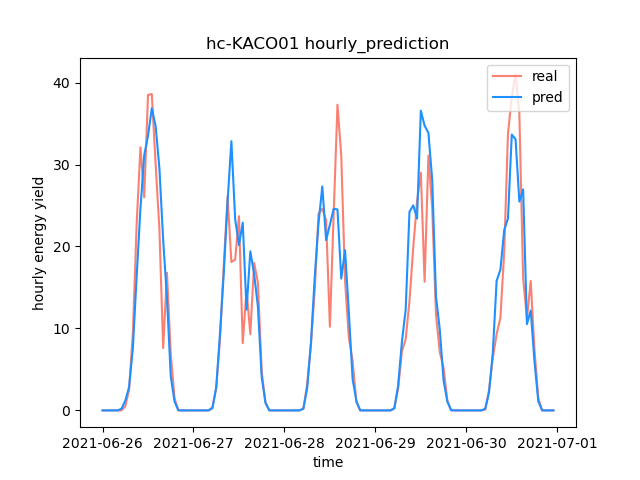 hc-KACO01 hourly_prediction
real
pred
hourly energy yield
40
30
20
10
0
2021-06-26 2021-06-27 2021-06-28 2021-06-29 2021-06-30 2021-07-01
time